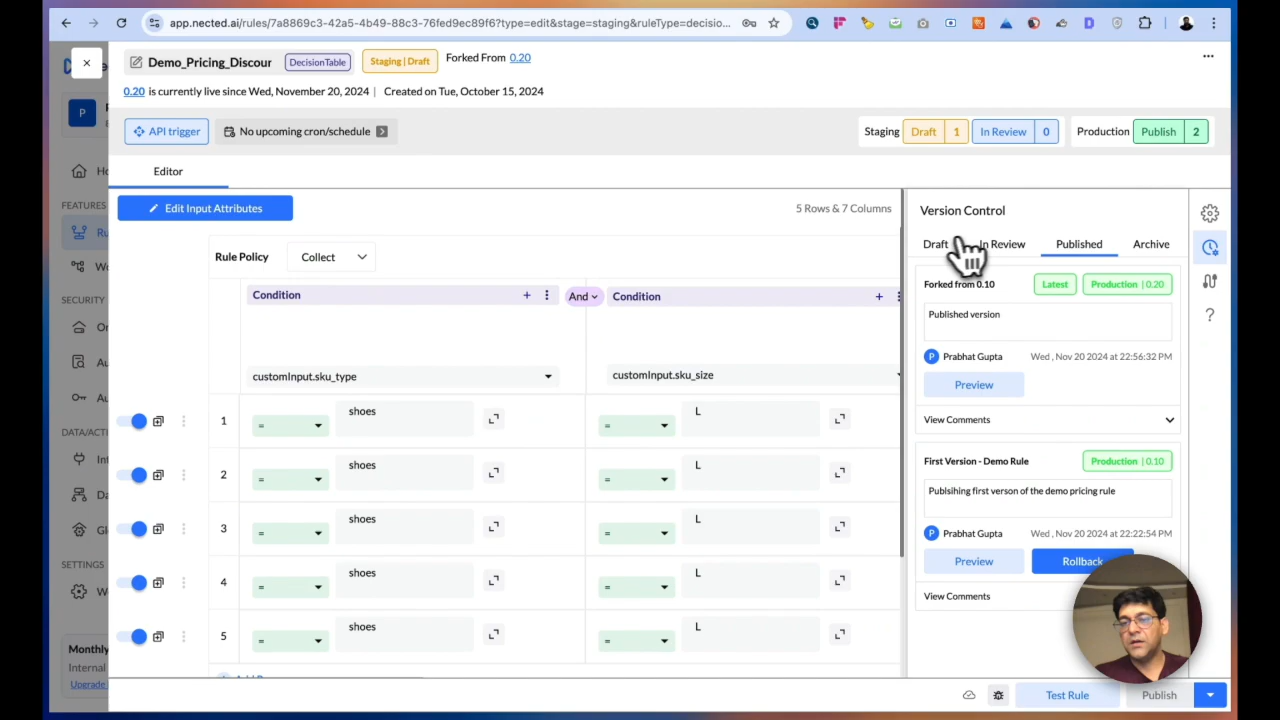 app.nected.ai/rules/7a8869c3-42a5-4b49-88c3-76fed9ec89f6?type=edit&stage=staging&ruleType=decisio...
Demo_Pricing_Discour
DecisionTable
Staging | Draft
Forked From 0.20
0.20 is currently live since Wed, November 20, 2024 | Created on Tue, October 15, 2024
API trigger
No upcoming cron/schedule
Staging Draft 1 In Review 0
Production Publish 2
Editor
P
FEATURES
SECURITY
DATA/ACTI
SETTINGS
Monthly
Internal
Upgrade
Edit Input Attributes
5 Rows & 7 Columns
Rule Policy Collect
Condition And Condition
customInput.sku_type customInput.sku_size
1 = shoes = L
2 = shoes = L
3 = shoes = L
4 = shoes = L
5 = shoes = L
Version Control
Draft In Review Published Archive
Forked from 0.10 Latest Production | 0.20
Published version
P Prabhat Gupta Wed , Nov 20 2024 at 22:56:32 PM
Preview
View Comments
First Version - Demo Rule Production | 0.10
Publsihing first verson of the demo pricing rule
P Prabhat Gupta Wed , Nov 20 2024 at 22:22:54 PM
Preview Rollback
View Comments
Test Rule Publish